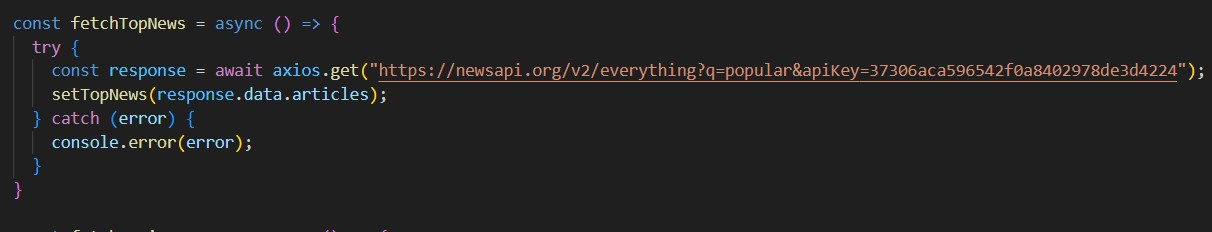 const fetchTopNews = async () => {
try {
const response = await axios.get("https://newsapi.org/v2/everything?q=popular&apiKey=37306aca596542f0a8402978de3d4224");
setTopNews(response.data.articles);
} catch (error) {
console.error(error);
}
}